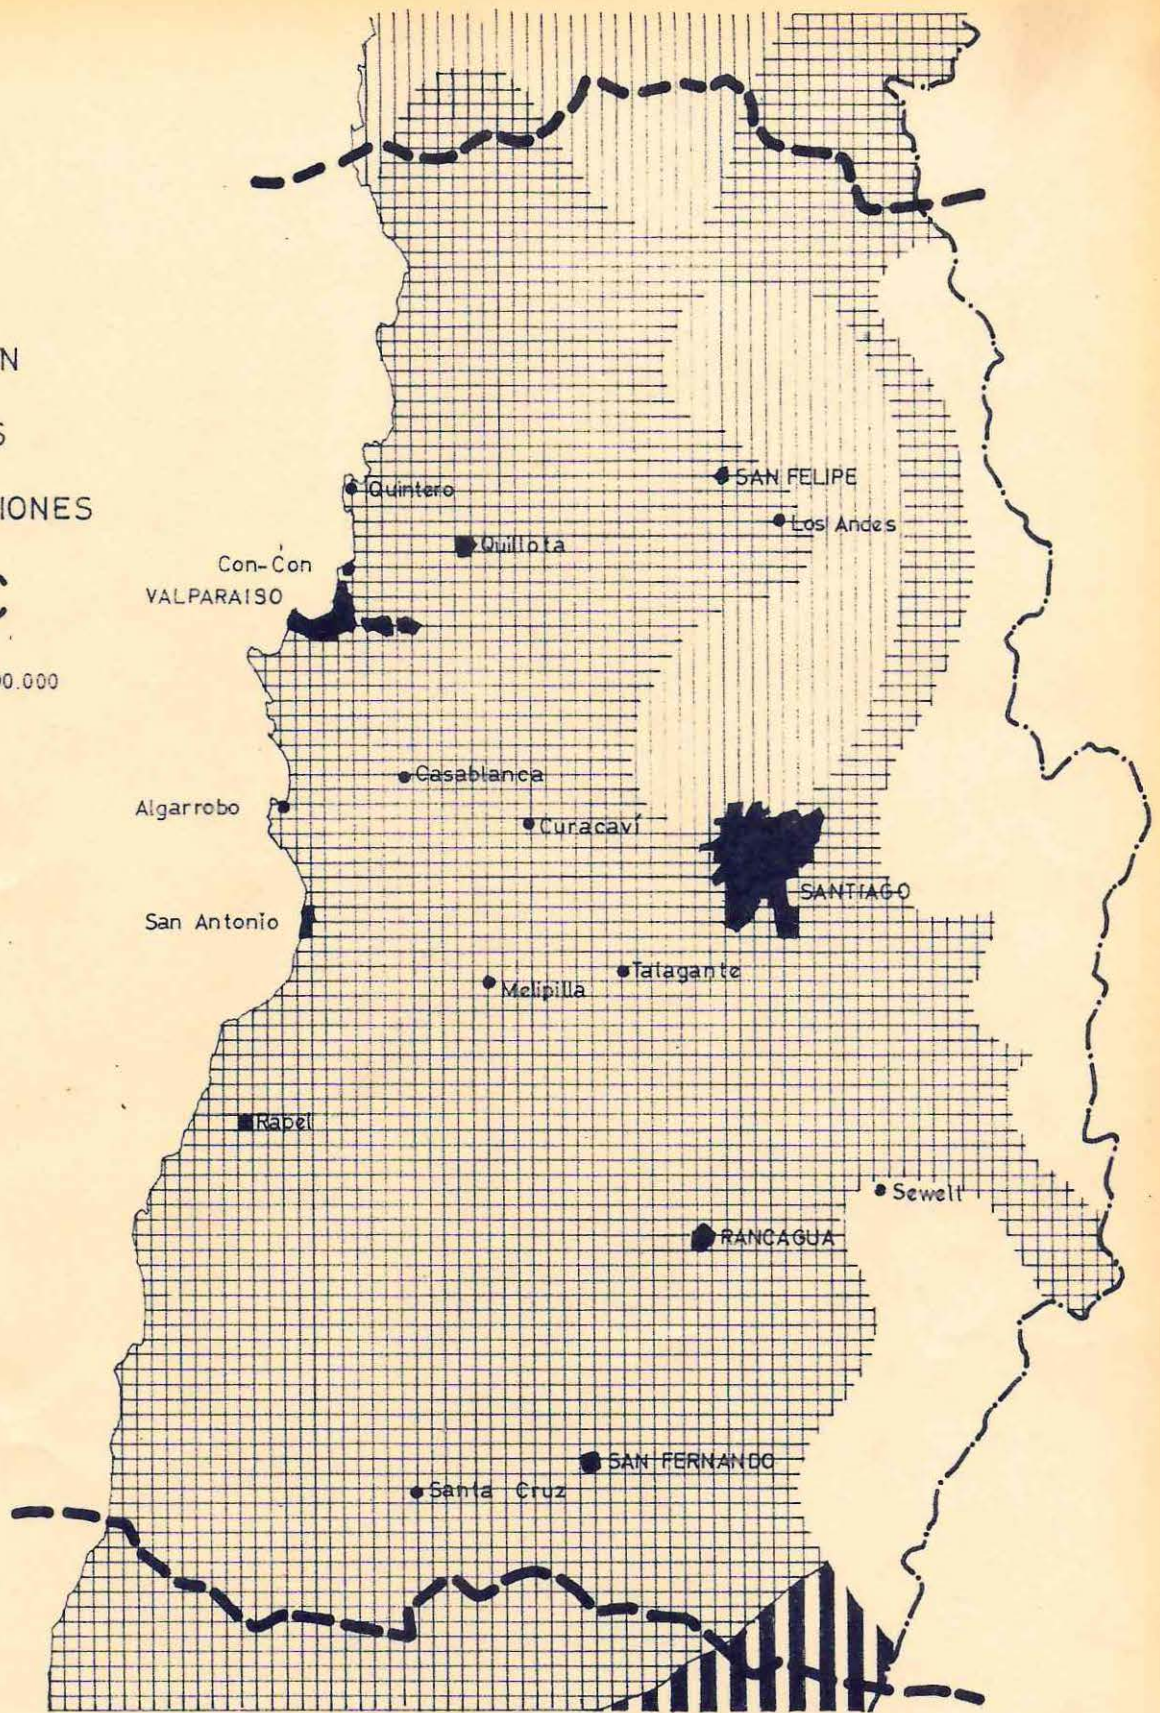 N
S
IONES
00.000
SAN FELIPE
Quintero
Los Andes
Quillota
Con-Cón
VALPARAISO
Casablanca
Algarrobo
Curacaví
SANTIAGO
San Antonio
Talagante
Melipilla
Rapel
Sewell
RANCAGUA
SAN FERNANDO
Santa Cruz